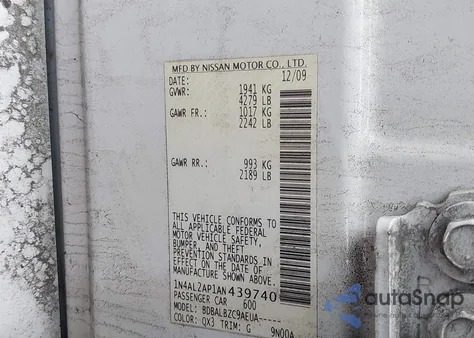 MFD BY NISSAN MOTOR CO., LTD.
DATE: 12/09
GVWR: 1941 KG
4279 LB
GAWR FR.: 1017 KG
2242 LB
GAWR RR.: 993 KG
2189 LB
THIS VEHICLE CONFORMS TO
ALL APPLICABLE FEDERAL
MOTOR VEHICLE SAFETY,
BUMPER, AND THEFT
PREVENTION STANDARDS IN
EFFECT ON THE DATE OF
MANUFACTURE SHOWN ABOVE.
1N4AL2AP1AN439740
PASSENGER CAR 600
BDBALBZC9AEUA-----
COLOR: QX3 TRIM: G 9N00A
autoSnap